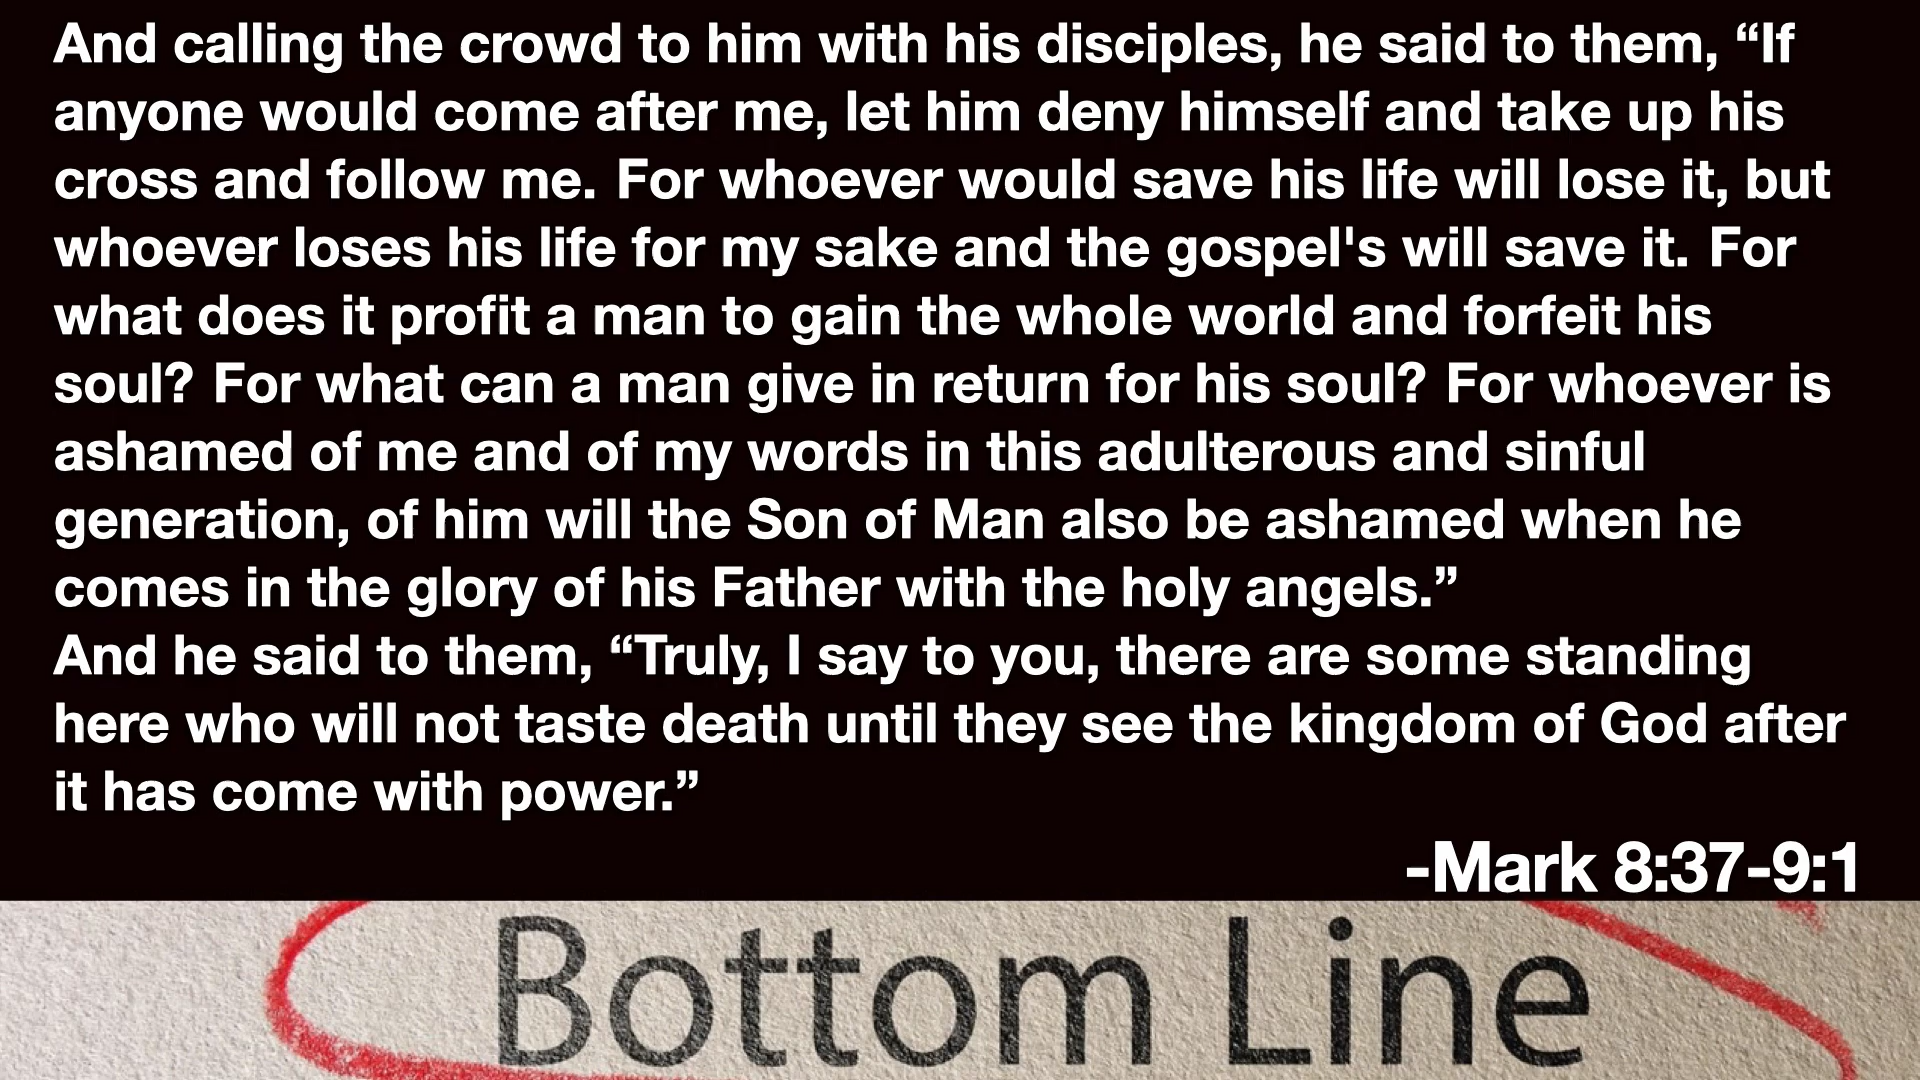 And calling the crowd to him with his disciples, he said to them, “If
anyone would come after me, let him deny himself and take up his
cross and follow me. For whoever would save his life will lose it, but
whoever loses his life for my sake and the gospel's will save it. For
what does it profit a man to gain the whole world and forfeit his
soul? For what can a man give in return for his soul? For whoever is
ashamed of me and of my words in this adulterous and sinful
generation, of him will the Son of Man also be ashamed when he
comes in the glory of his Father with the holy angels.”
And he said to them, “Truly, I say to you, there are some standing
here who will not taste death until they see the kingdom of God after
it has come with power.”
-Mark 8:37-9:1
Bottom Line